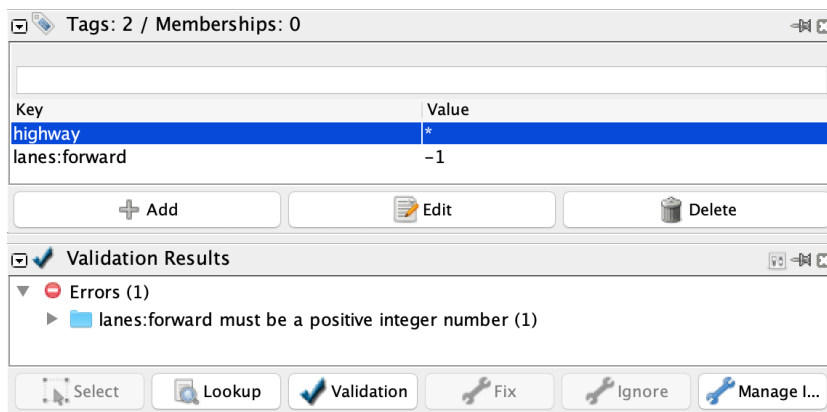 Tags: 2 / Memberships: 0
Key Value
highway *
lanes:forward -1
Add Edit Delete
Validation Results
Errors (1)
lanes:forward must be a positive integer number (1)
Select Lookup Validation Fix Ignore Manage I...